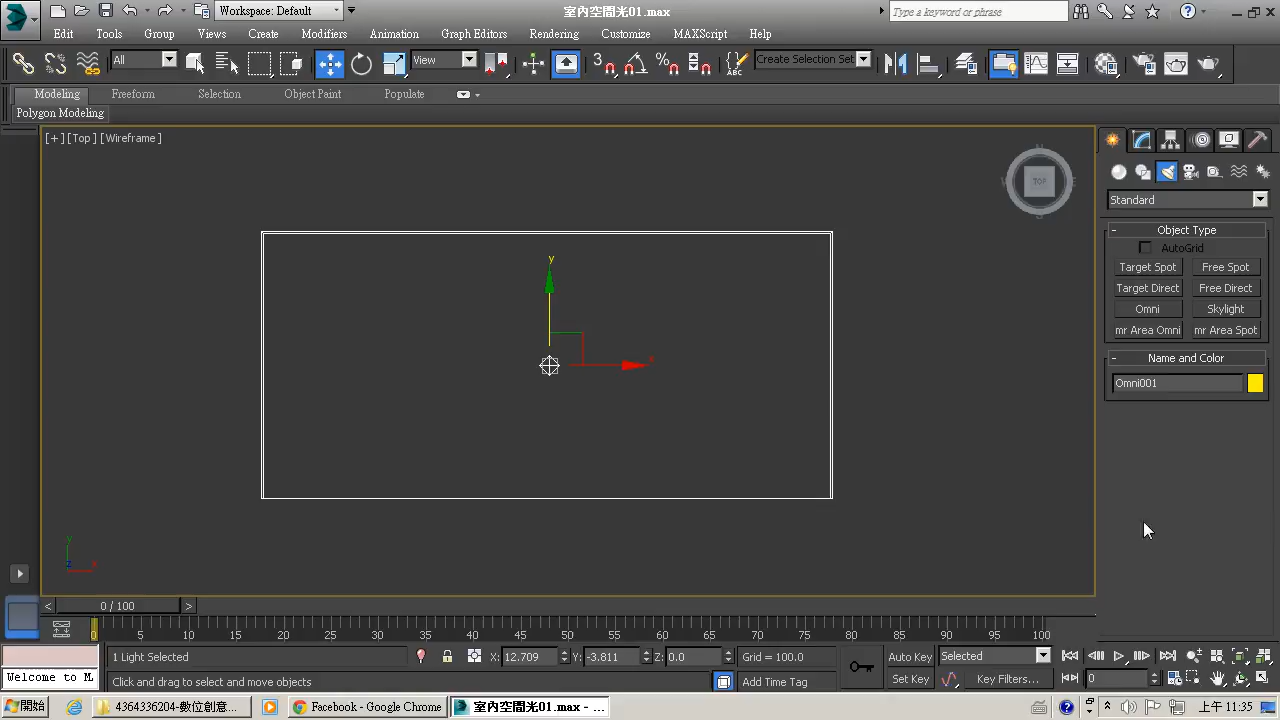 Workspace: Default
室內空間光01.max
Type a keyword or phrase
Edit Tools Group Views Create Modifiers Animation Graph Editors Rendering Customize MAXScript Help
All
View
3
Create Selection Set
ABC
Modeling Freeform Selection Object Paint Populate
Polygon Modeling
[+] [Top] [Wireframe]
TOP
Standard
- Object Type
AutoGrid
Target Spot Free Spot
Target Direct Free Direct
Omni Skylight
mr Area Omni mr Area Spot
- Name and Color
Omni001
y
x
y
z
x
< 0 / 100 >
0 5 10 15 20 25 30 35 40 45 50 55 60 65 70 75 80 85 90 95 100
1 Light Selected X: 12.709 Y: -3.811 Z: 0.0 Grid = 100.0 Auto Key Selected
Welcome to M Click and drag to select and move objects Add Time Tag Set Key Key Filters... 0
開始 4364336204-數位創意... Facebook - Google Chrome 室內空間光01.max - ... 上午 11:35